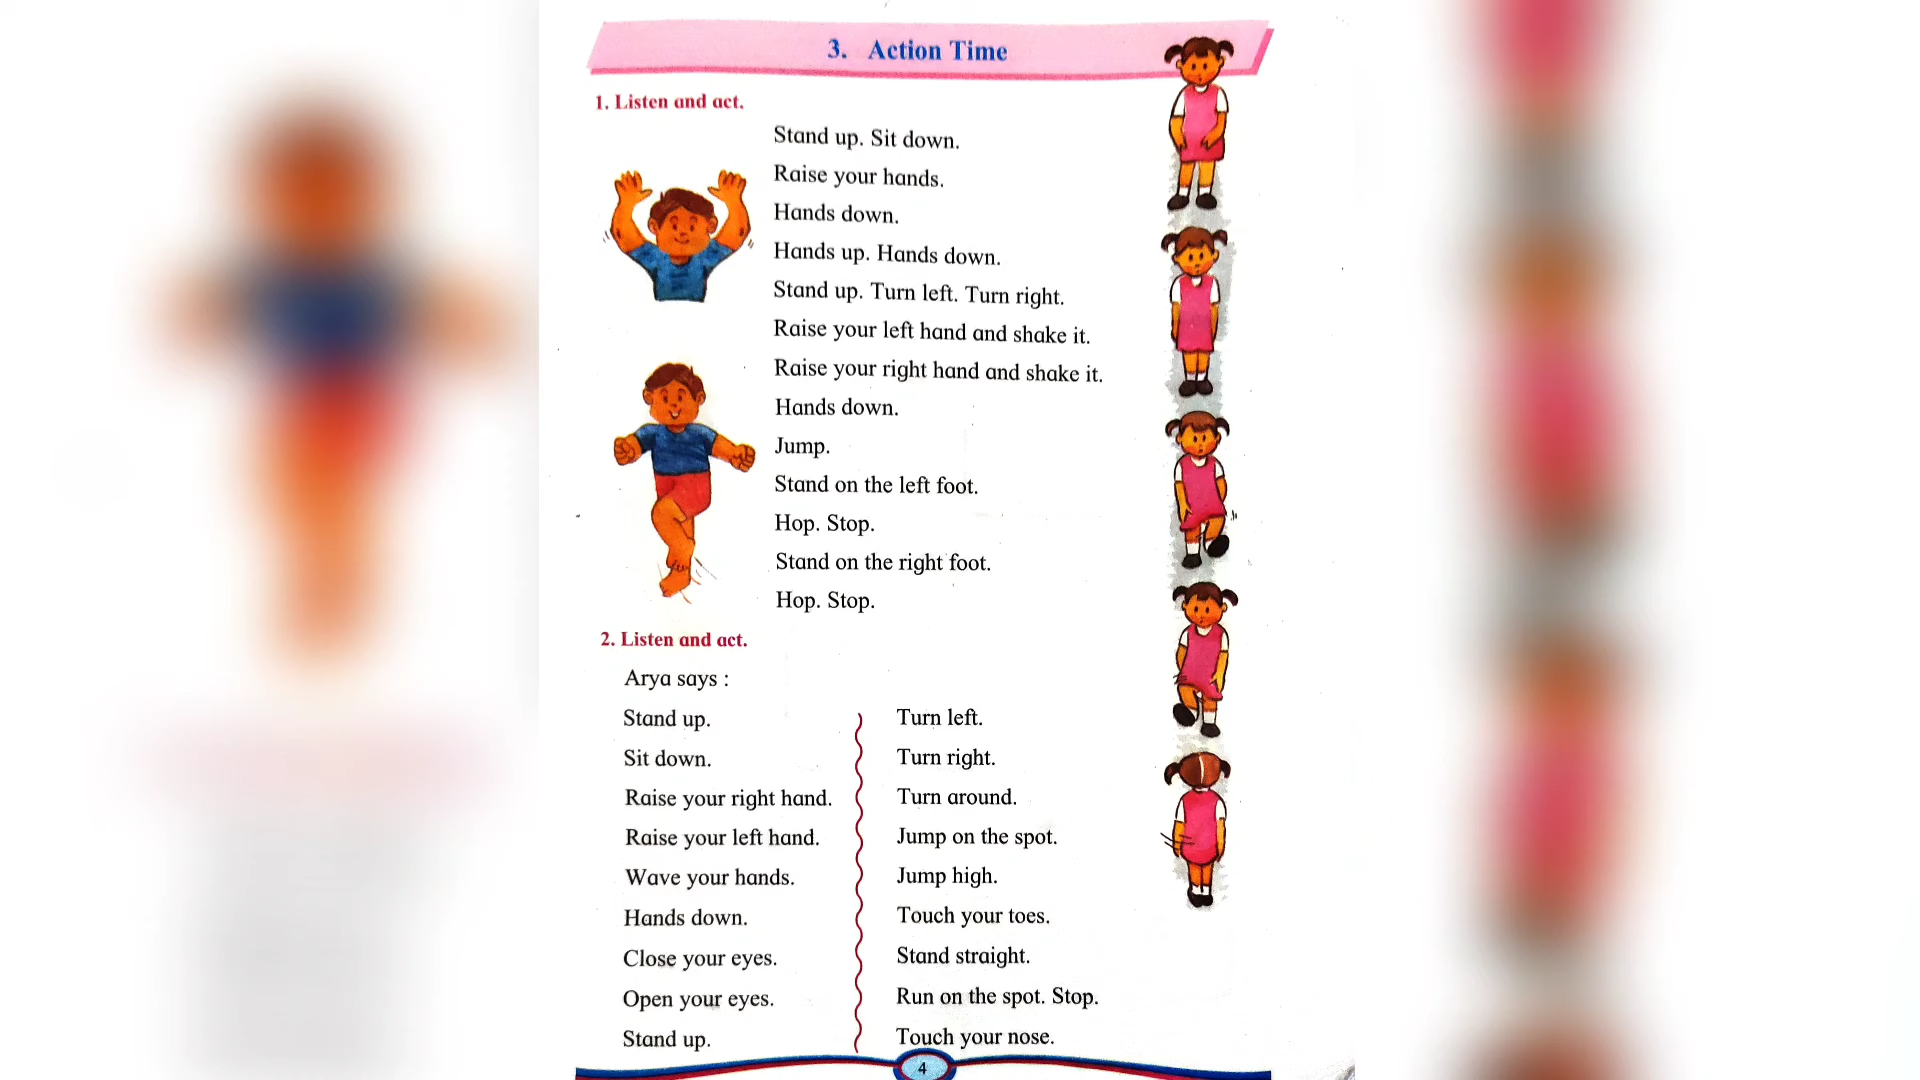 3. Action Time
1. Listen and act.
Stand up. Sit down.
Raise your hands.
Hands down.
Hands up. Hands down.
Stand up. Turn left. Turn right.
Raise your left hand and shake it.
Raise your right hand and shake it.
Hands down.
Jump.
Stand on the left foot.
Hop. Stop.
Stand on the right foot.
Hop. Stop.
2. Listen and act.
Arya says :
Stand up.
Sit down.
Raise your right hand.
Raise your left hand.
Wave your hands.
Hands down.
Close your eyes.
Open your eyes.
Stand up.
Turn left.
Turn right.
Turn around.
Jump on the spot.
Jump high.
Touch your toes.
Stand straight.
Run on the spot. Stop.
Touch your nose.
4